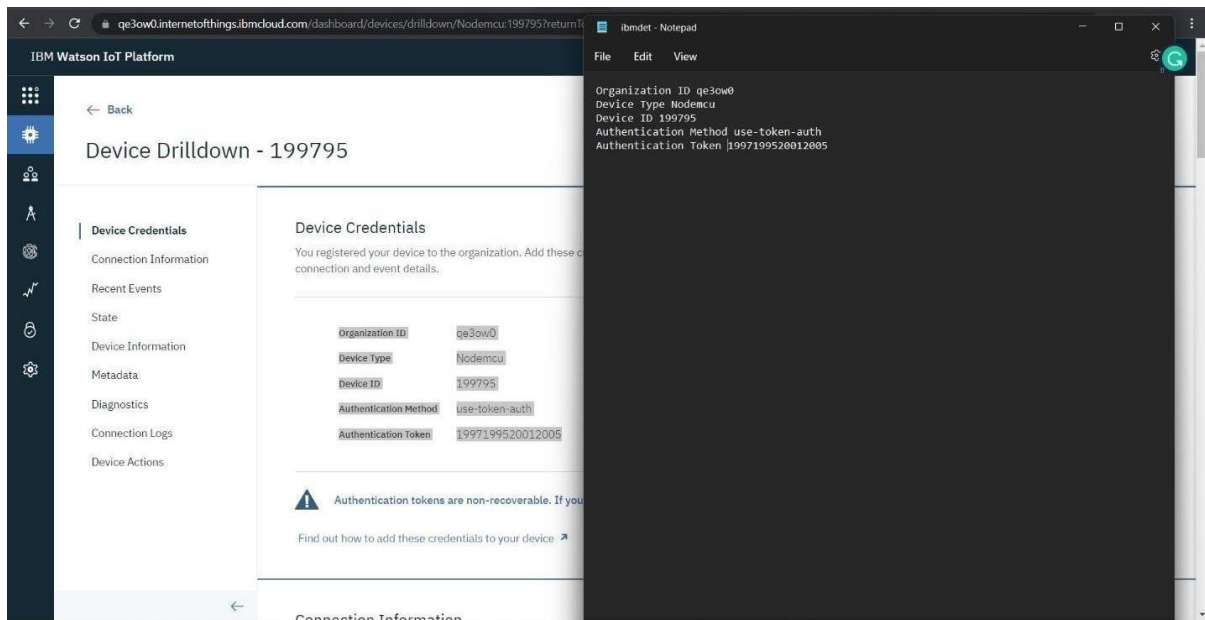 qe3ow0.internetofthings.ibmcloud.com/dashboard/devices/drilldown/Nodemcu:199795?returnT
IBM Watson IoT Platform
Back
Device Drilldown - 199795
Device Credentials
Connection Information
Recent Events
State
Device Information
Metadata
Diagnostics
Connection Logs
Device Actions
Device Credentials
You registered your device to the organization. Add these c
connection and event details.
Organization ID qe3ow0
Device Type Nodemcu
Device ID 199795
Authentication Method use-token-auth
Authentication Token 1997199520012005
Authentication tokens are non-recoverable. If you
Find out how to add these credentials to your device
Connection Information
ibmdet - Notepad
File Edit View
Organization ID qe3ow0
Device Type Nodemcu
Device ID 199795
Authentication Method use-token-auth
Authentication Token 1997199520012005